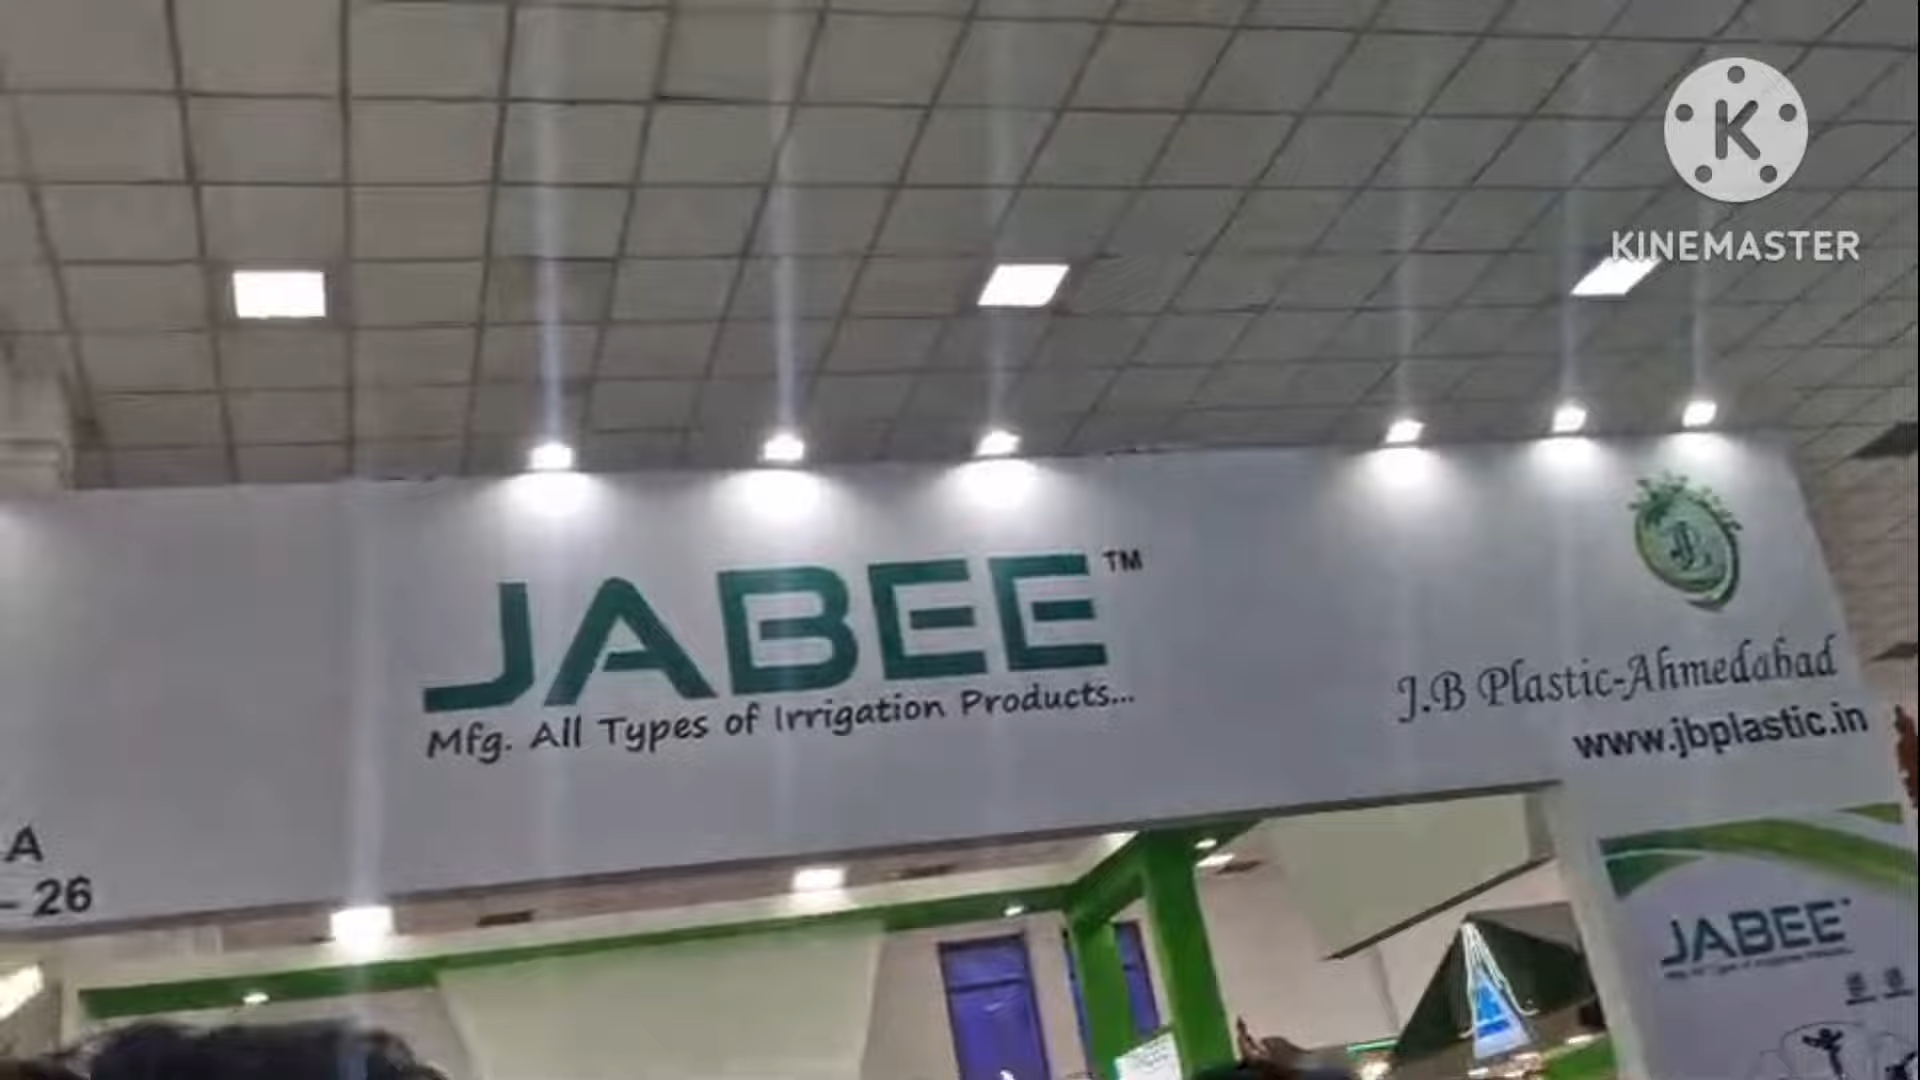 K
KINEMASTER
JABEE™
Mfg. All Types of Irrigation Products...
J.B Plastic-Ahmedabad
www.jbplastic.in
A
- 26
JABEE